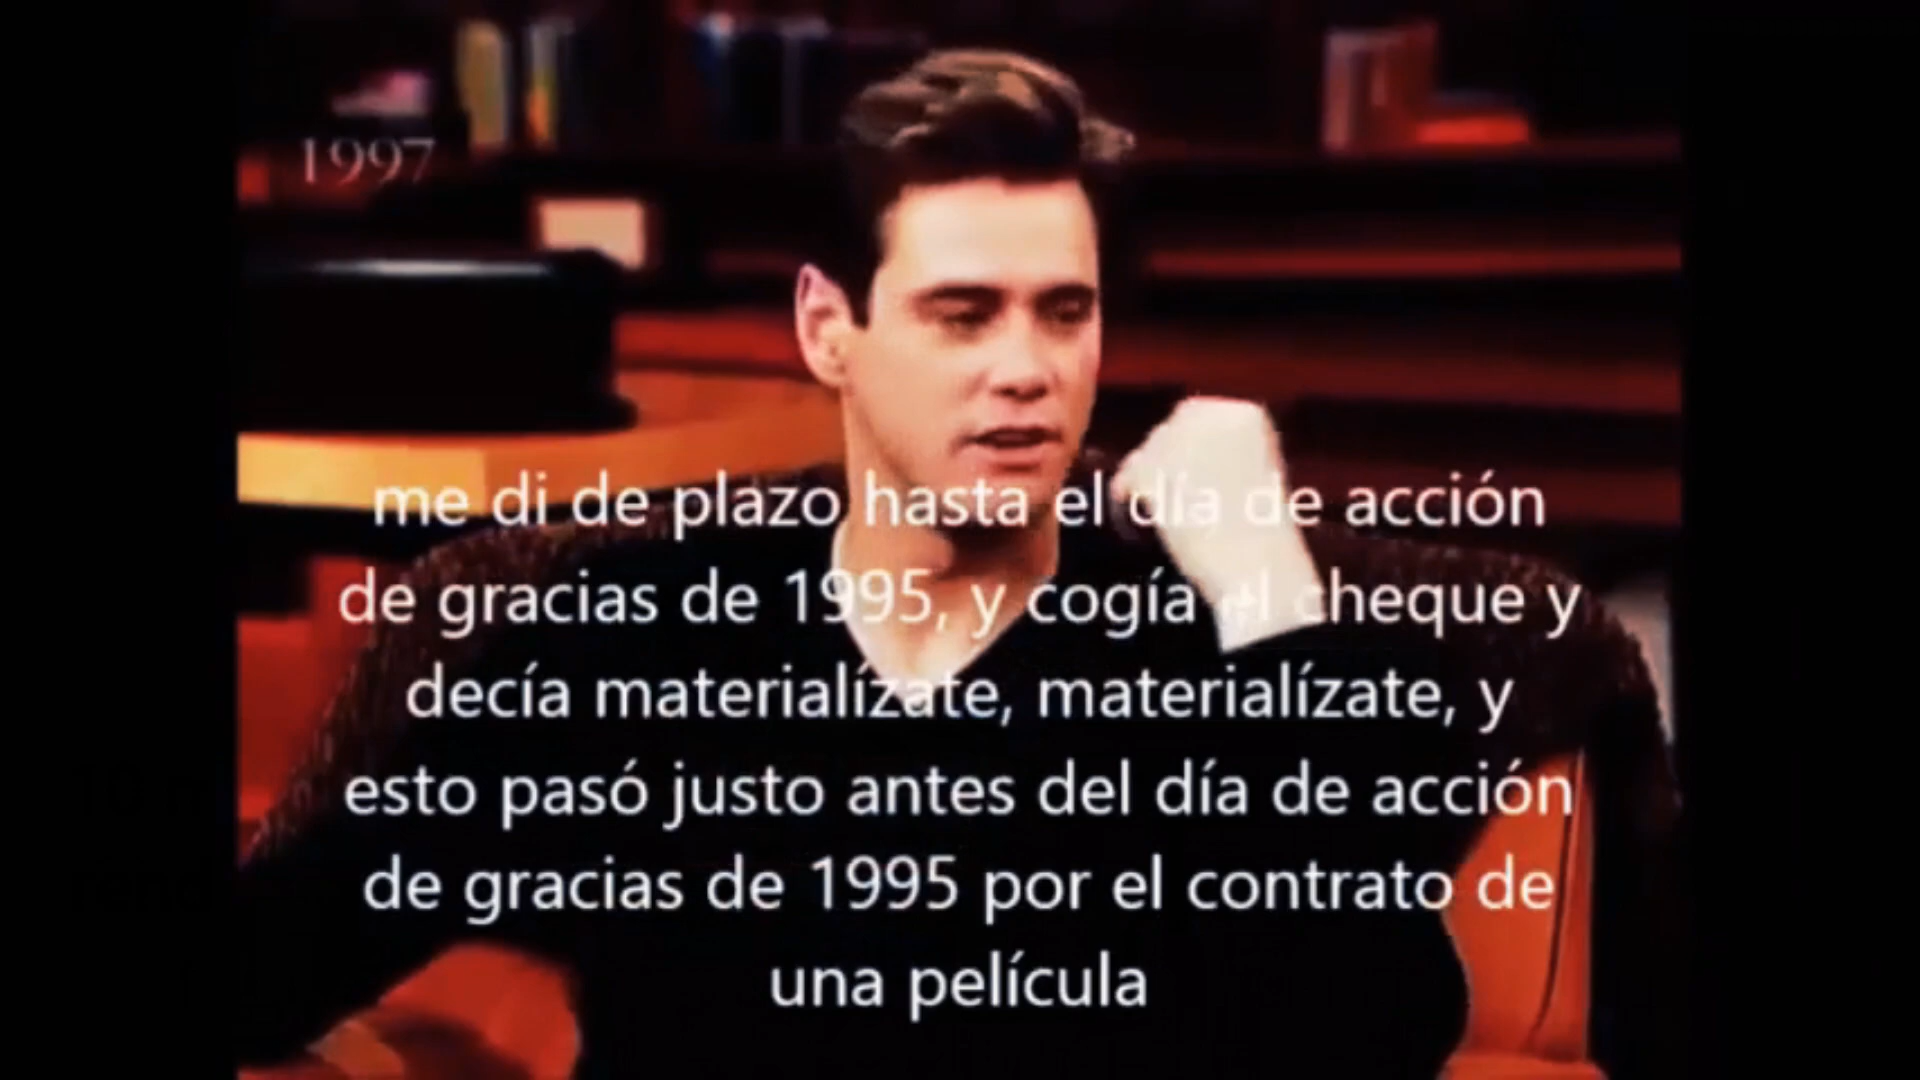 1997
me di de plazo hasta el día de acción
de gracias de 1995, y cogía el cheque y
decía materialízate, materialízate, y
esto pasó justo antes del día de acción
de gracias de 1995 por el contrato de
una película